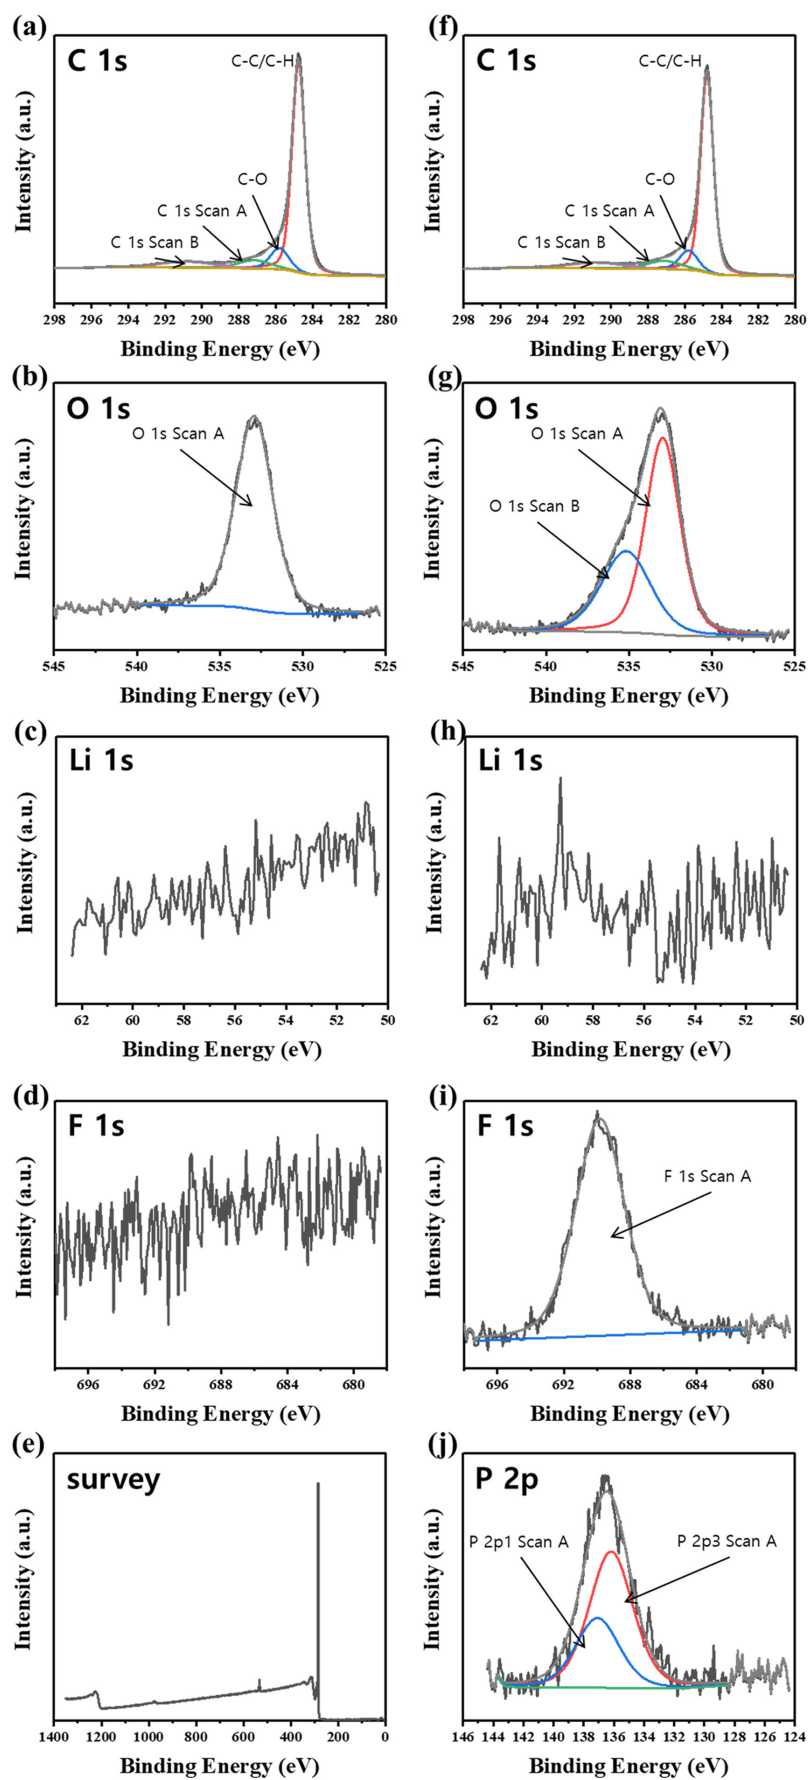 (a)
C 1s
C-C/C-H
C-O
C 1s Scan A
C 1s Scan B
Intensity (a.u.)
298 296 294 292 290 288 286 284 282 280
Binding Energy (eV)
(f)
C 1s
C-C/C-H
C-O
C 1s Scan A
C 1s Scan B
Intensity (a.u.)
298 296 294 292 290 288 286 284 282 280
Binding Energy (eV)
(b)
O 1s
O 1s Scan A
Intensity (a.u.)
545 540 535 530 525
Binding Energy (eV)
(g)
O 1s
O 1s Scan A
O 1s Scan B
Intensity (a.u.)
545 540 535 530 525
Binding Energy (eV)
(c)
Li 1s
Intensity (a.u.)
62 60 58 56 54 52 50
Binding Energy (eV)
(h)
Li 1s
Intensity (a.u.)
62 60 58 56 54 52 50
Binding Energy (eV)
(d)
F 1s
Intensity (a.u.)
696 692 688 684 680
Binding Energy (eV)
(i)
F 1s
F 1s Scan A
Intensity (a.u.)
696 692 688 684 680
Binding Energy (eV)
(e)
survey
Intensity (a.u.)
1400 1200 1000 800 600 400 200 0
Binding Energy (eV)
(j)
P 2p
P 2p1 Scan A
P 2p3 Scan A
Intensity (a.u.)
146 144 142 140 138 136 134 132 130 128 126 124
Binding Energy (eV)